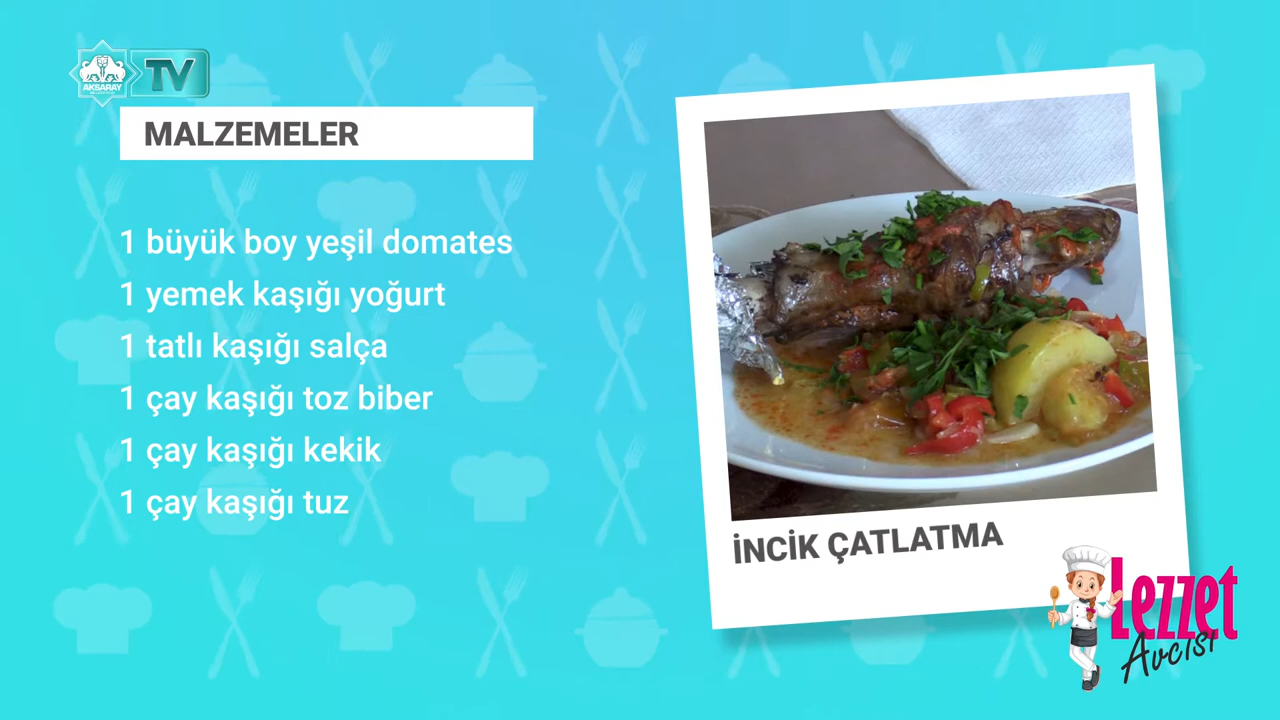 AKSARAY
TV
MALZEMELER
1 büyük boy yeşil domates
1 yemek kaşığı yoğurt
1 tatlı kaşığı salça
1 çay kaşığı toz biber
1 çay kaşığı kekik
1 çay kaşığı tuz
İNCİK ÇATLATMA
Lezzet
Avcısı